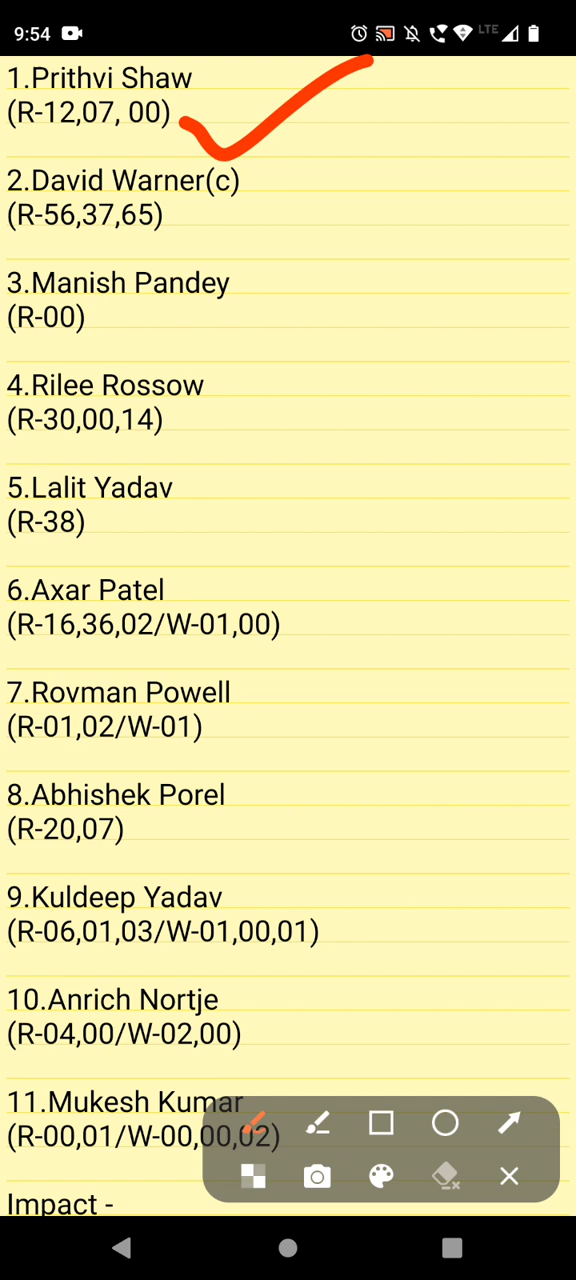 9:54
LTE
1.Prithvi Shaw
(R-12,07, 00)
2.David Warner(c)
(R-56,37,65)
3.Manish Pandey
(R-00)
4.Rilee Rossow
(R-30,00,14)
5.Lalit Yadav
(R-38)
6.Axar Patel
(R-16,36,02/W-01,00)
7.Rovman Powell
(R-01,02/W-01)
8.Abhishek Porel
(R-20,07)
9.Kuldeep Yadav
(R-06,01,03/W-01,00,01)
10.Anrich Nortje
(R-04,00/W-02,00)
11.Mukesh Kumar
(R-00,01/W-00,00,02)
Impact -